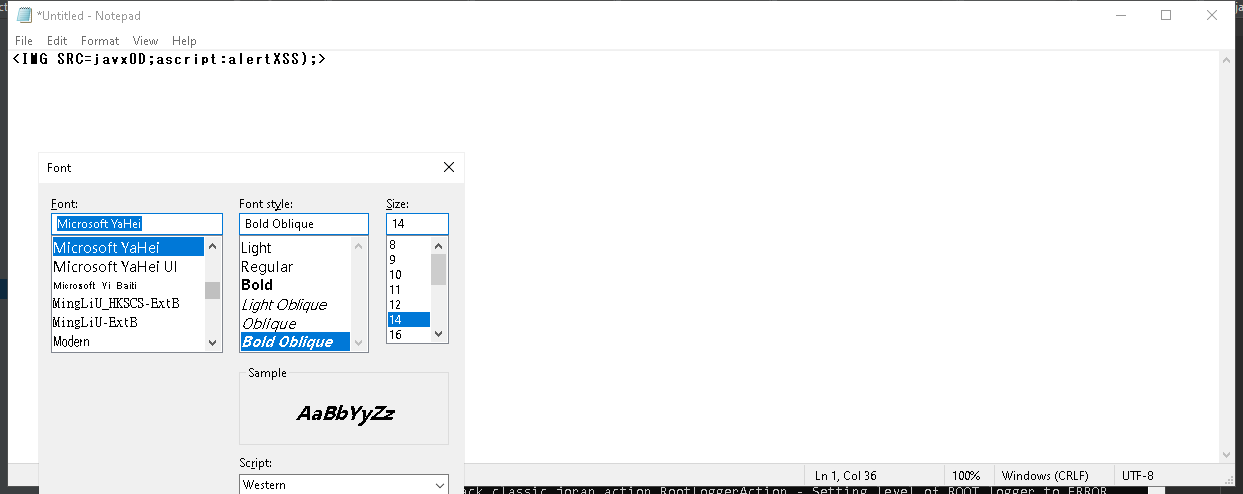 *Untitled - Notepad
File Edit Format View Help
<IMG SRC=javx0D;ascript:alertXSS);>
Font
Font: Font style: Size:
Microsoft YaHei Bold Oblique 14
Microsoft YaHei Light 8
Microsoft YaHei UI Regular 9
Microsoft Yi Baiti Bold 10
MingLiU_HKSCS-ExtB Light Oblique 11
MingLiU-ExtB Oblique 12
Modern Bold Oblique 14
16
Sample
AaBbYyZz
Script:
Western
Ln 1, Col 36 100% Windows (CRLF) UTF-8
ack.classic.joran.action.RootLoggerAction - Setting level of ROOT logger to ERROR